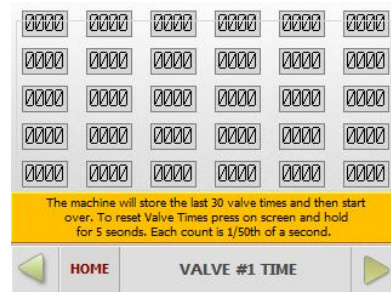 0000 0000 0000 0000 0000 0000
0000 0000 0000 0000 0000 0000
0000 0000 0000 0000 0000 0000
0000 0000 0000 0000 0000 0000
0000 0000 0000 0000 0000 0000
The machine will store the last 30 valve times and then start
over. To reset Valve Times press on screen and hold
for 5 seonds. Each count is 1/50th of a second.
HOME VALVE #1 TIME